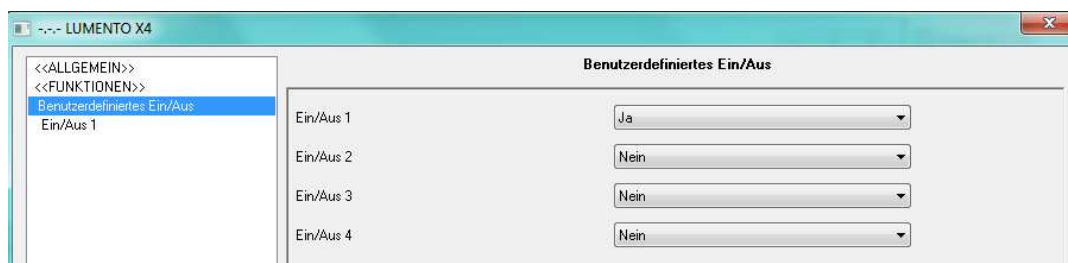 -.-.- LUMENTO X4
<<ALLGEMEIN>>
<<FUNKTIONEN>>
Benutzerdefiniertes Ein/Aus
Ein/Aus 1
Benutzerdefiniertes Ein/Aus
Ein/Aus 1 Ja
Ein/Aus 2 Nein
Ein/Aus 3 Nein
Ein/Aus 4 Nein